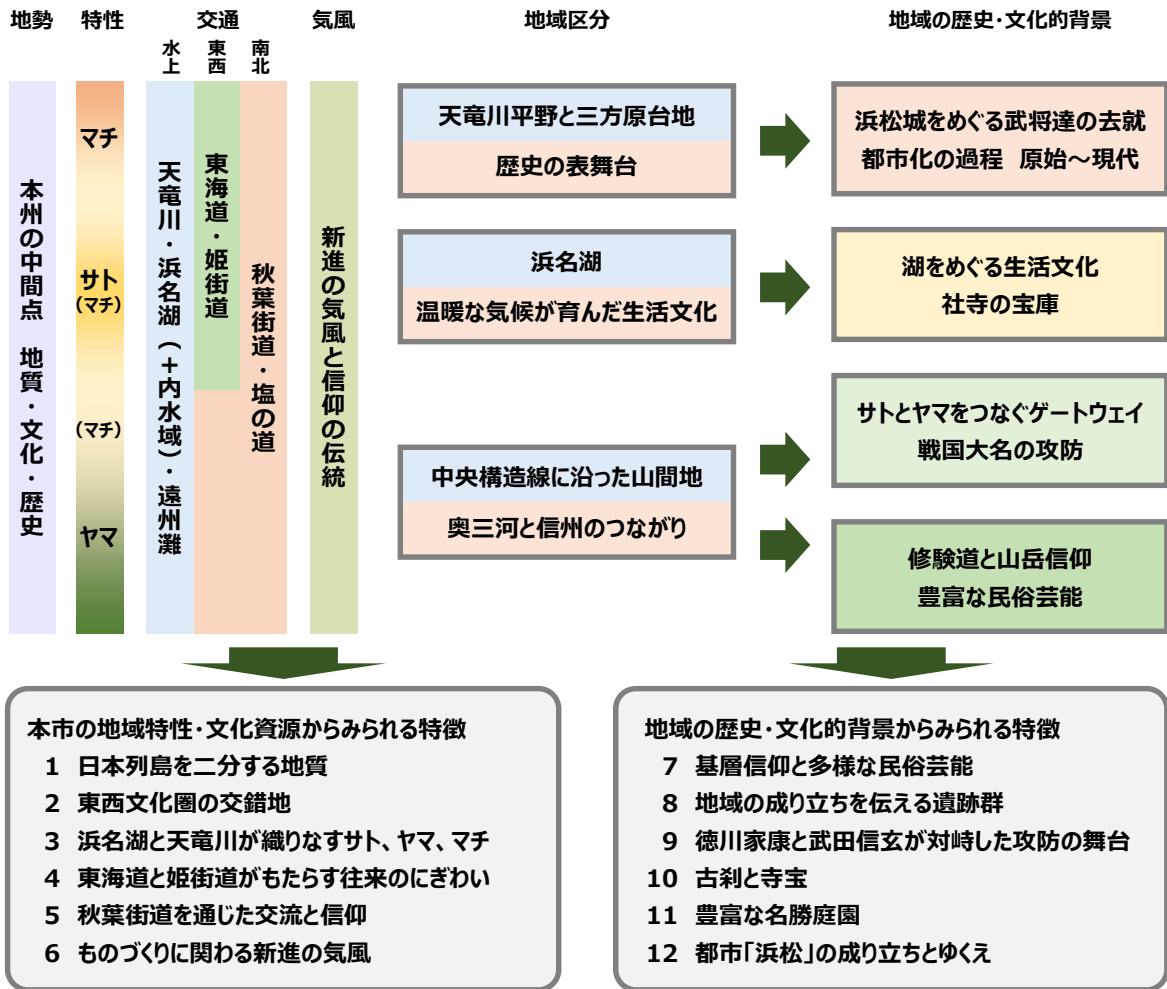 地勢 特性 交通 気風 地域区分 地域の歴史・文化的背景
水上 東西 南北
本州の中間点 地質・文化・歴史
マチ
サト
(マチ)
(マチ)
ヤマ
天竜川・浜名湖(+内水域)・遠州灘
東海道・姫街道
秋葉街道・塩の道
新進の気風と信仰の伝統
天竜川平野と三方原台地
歴史の表舞台
浜松城をめぐる武将達の去就
都市化の過程 原始～現代
浜名湖
温暖な気候が育んだ生活文化
湖をめぐる生活文化
社寺の宝庫
中央構造線に沿った山間地
奥三河と信州のつながり
サトとヤマをつなぐゲートウェイ
戦国大名の攻防
修験道と山岳信仰
豊富な民俗芸能
本市の地域特性・文化資源からみられる特徴
1 日本列島を二分する地質
2 東西文化圏の交錯地
3 浜名湖と天竜川が織りなすサト、ヤマ、マチ
4 東海道と姫街道がもたらす往来のにぎわい
5 秋葉街道を通じた交流と信仰
6 ものづくりに関わる新進の気風
地域の歴史・文化的背景からみられる特徴
7 基層信仰と多様な民俗芸能
8 地域の成り立ちを伝える遺跡群
9 徳川家康と武田信玄が対峙した攻防の舞台
10 古刹と寺宝
11 豊富な名勝庭園
12 都市「浜松」の成り立ちとゆくえ